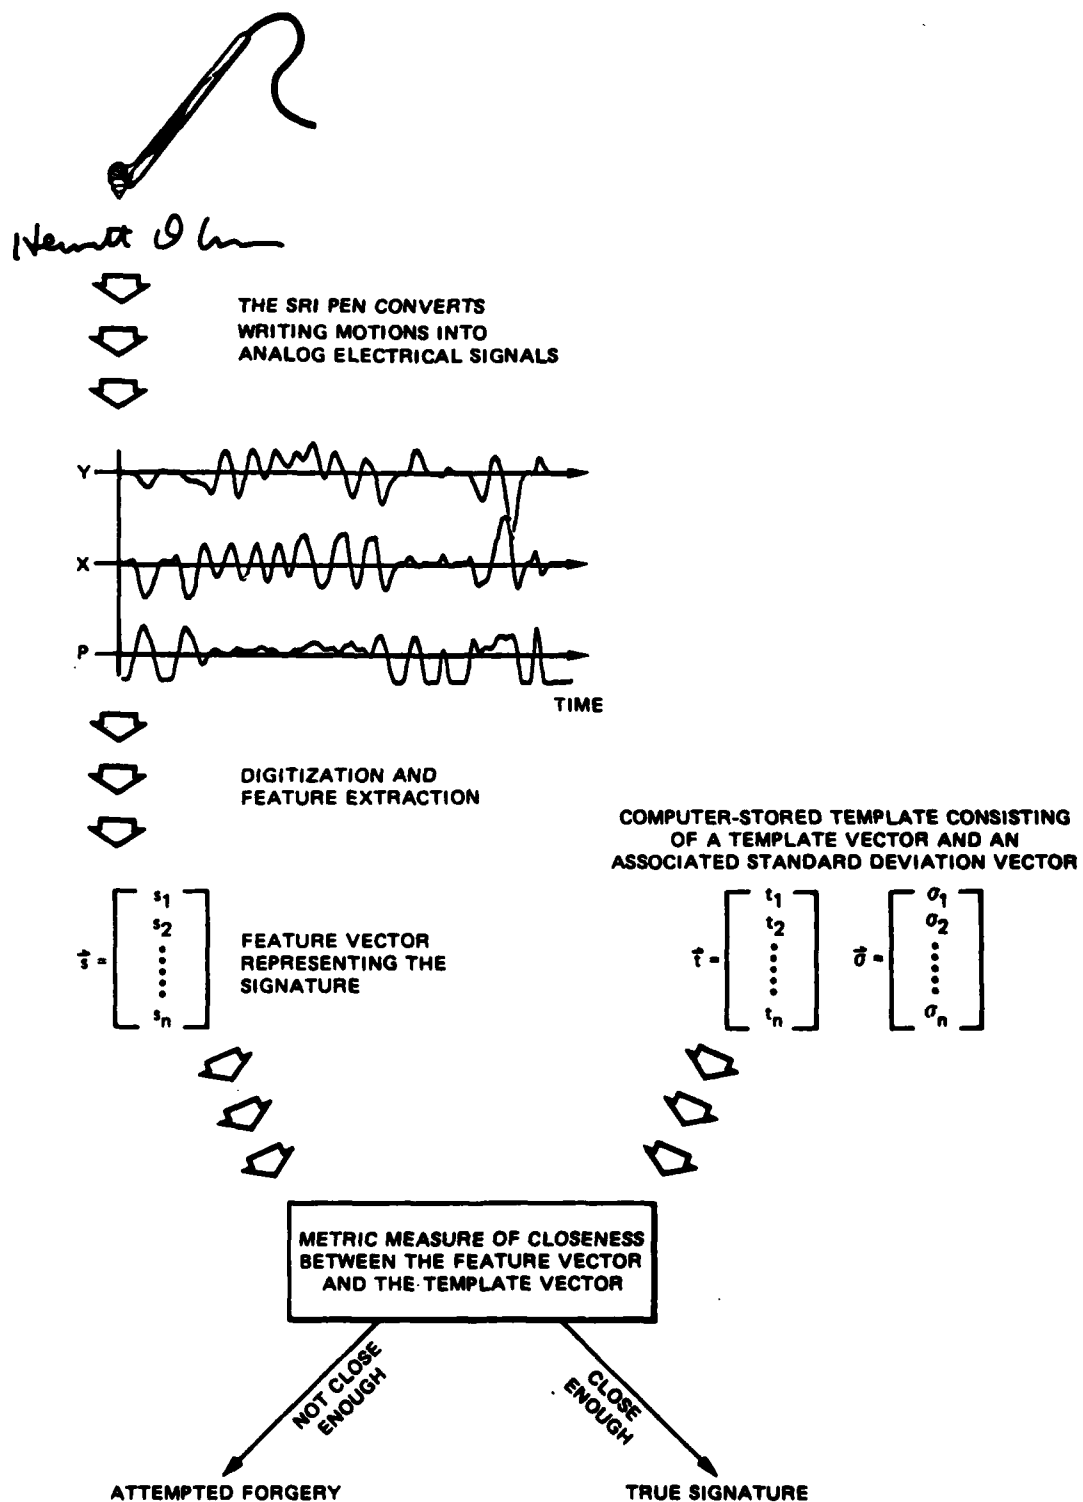 THE SRI PEN CONVERTS
WRITING MOTIONS INTO
ANALOG ELECTRICAL SIGNALS
Y
X
P
TIME
DIGITIZATION AND
FEATURE EXTRACTION
COMPUTER-STORED TEMPLATE CONSISTING
OF A TEMPLATE VECTOR AND AN
ASSOCIATED STANDARD DEVIATION VECTOR
s⃗ =
s1
s2
sn
FEATURE VECTOR
REPRESENTING THE
SIGNATURE
t⃗ =
t1
t2
tn
σ⃗ =
σ1
σ2
σn
METRIC MEASURE OF CLOSENESS
BETWEEN THE FEATURE VECTOR
AND THE TEMPLATE VECTOR
NOT CLOSE
ENOUGH
CLOSE
ENOUGH
ATTEMPTED FORGERY
TRUE SIGNATURE